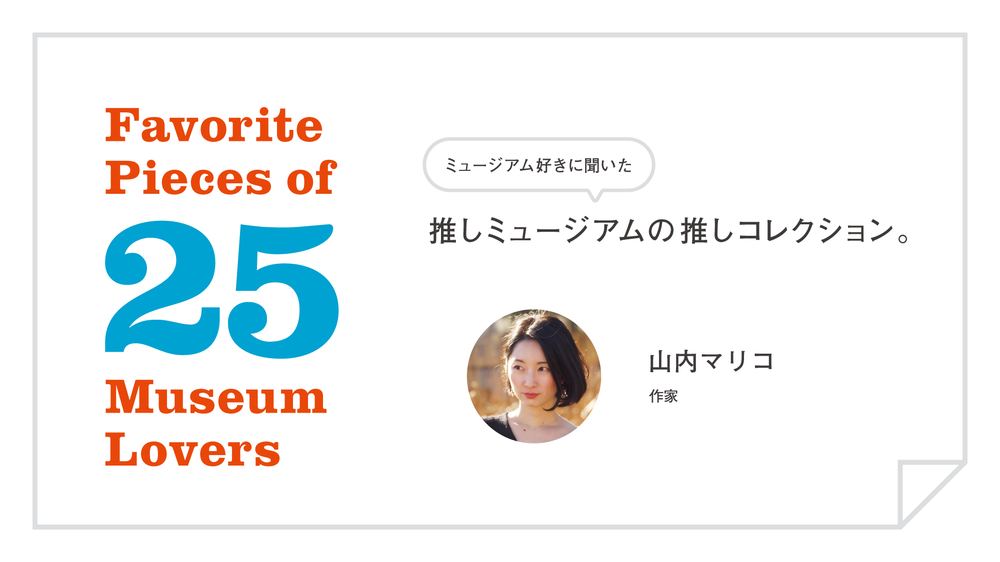 Favorite
Pieces of
25
Museum
Lovers
ミュージアム好きに聞いた
推しミュージアムの推しコレクション。
山内マリコ
作家